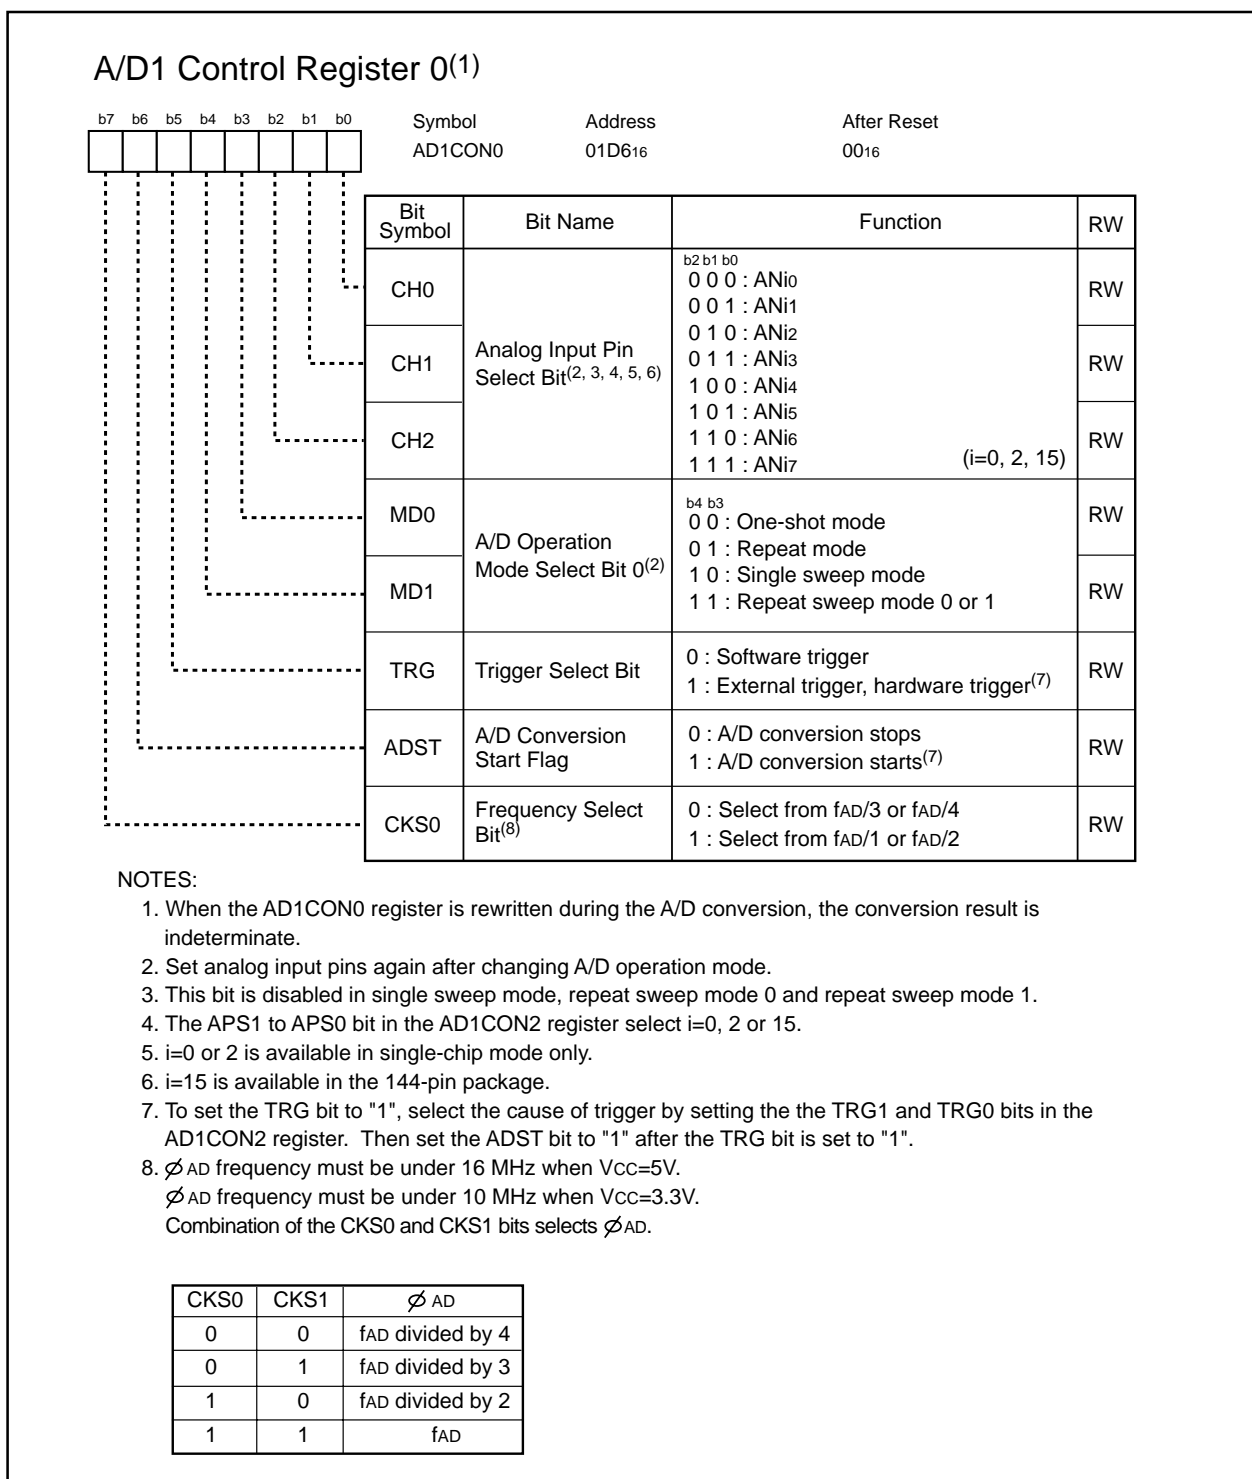 A/D1 Control Register 0(1)
b7 b6 b5 b4 b3 b2 b1 b0
Symbol Address After Reset
AD1CON0 01D616 0016
Bit Symbol Bit Name Function RW
CH0 RW
CH1 RW
CH2 RW
Analog Input Pin
Select Bit(2, 3, 4, 5, 6)
b2 b1 b0
0 0 0 : ANi0
0 0 1 : ANi1
0 1 0 : ANi2
0 1 1 : ANi3
1 0 0 : ANi4
1 0 1 : ANi5
1 1 0 : ANi6
1 1 1 : ANi7 (i=0, 2, 15)
MD0 RW
MD1 RW
A/D Operation
Mode Select Bit 0(2)
b4 b3
0 0 : One-shot mode
0 1 : Repeat mode
1 0 : Single sweep mode
1 1 : Repeat sweep mode 0 or 1
TRG Trigger Select Bit RW
0 : Software trigger
1 : External trigger, hardware trigger(7)
ADST RW
A/D Conversion
Start Flag
0 : A/D conversion stops
1 : A/D conversion starts(7)
CKS0 RW
Frequency Select
Bit(8)
0 : Select from fAD/3 or fAD/4
1 : Select from fAD/1 or fAD/2
NOTES:
1. When the AD1CON0 register is rewritten during the A/D conversion, the conversion result is
indeterminate.
2. Set analog input pins again after changing A/D operation mode.
3. This bit is disabled in single sweep mode, repeat sweep mode 0 and repeat sweep mode 1.
4. The APS1 to APS0 bit in the AD1CON2 register select i=0, 2 or 15.
5. i=0 or 2 is available in single-chip mode only.
6. i=15 is available in the 144-pin package.
7. To set the TRG bit to "1", select the cause of trigger by setting the the TRG1 and TRG0 bits in the
AD1CON2 register. Then set the ADST bit to "1" after the TRG bit is set to "1".
8. ØAD frequency must be under 16 MHz when VCC=5V.
ØAD frequency must be under 10 MHz when VCC=3.3V.
Combination of the CKS0 and CKS1 bits selects ØAD.
CKS0 CKS1 ØAD
0 0 fAD divided by 4
0 1 fAD divided by 3
1 0 fAD divided by 2
1 1 fAD